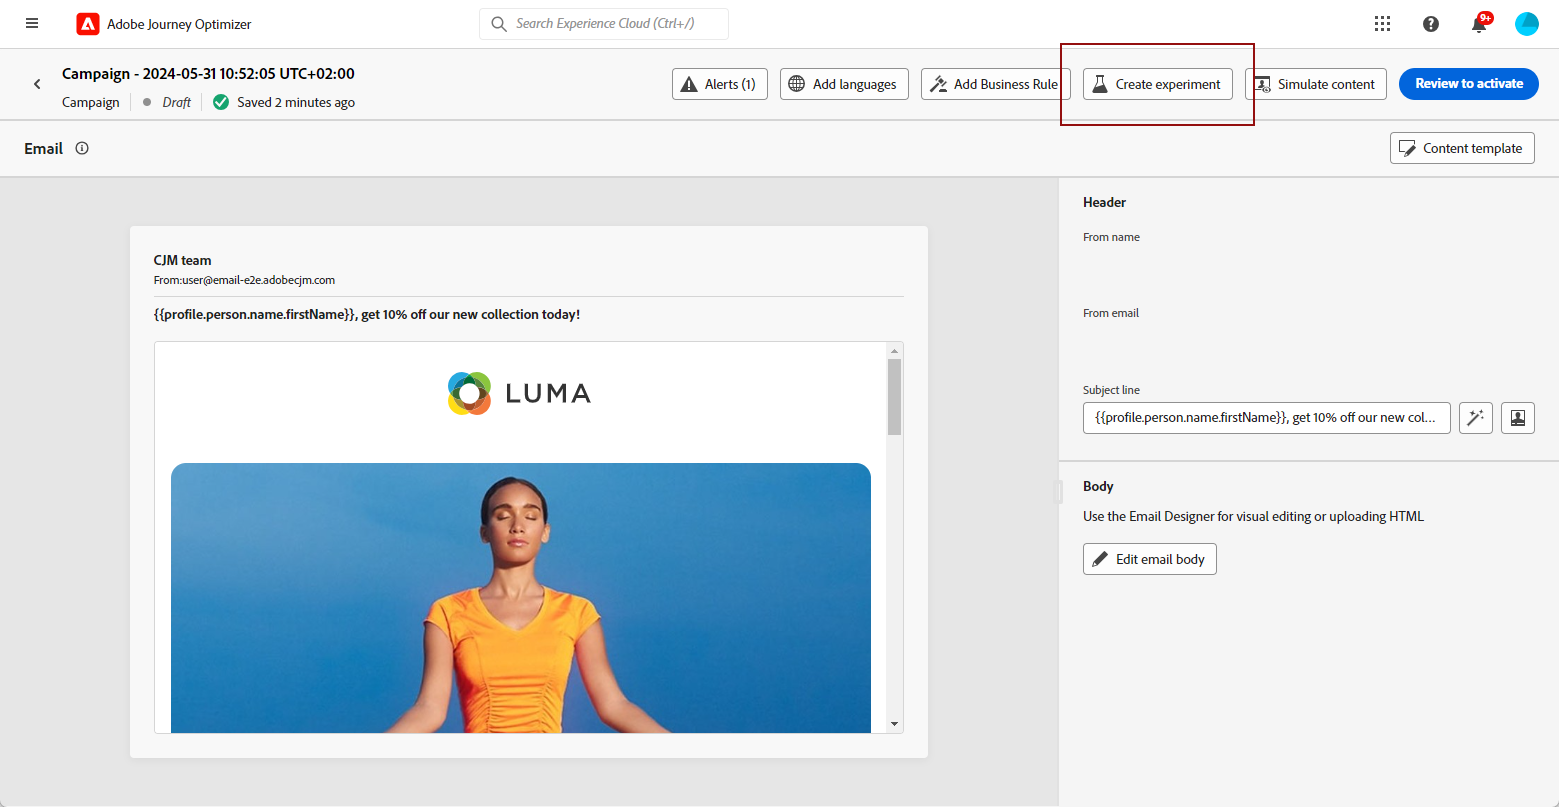 Adobe Journey Optimizer
Search Experience Cloud (Ctrl+/)
9+
Campaign - 2024-05-31 10:52:05 UTC+02:00
Campaign
Draft
Saved 2 minutes ago
Alerts (1)
Add languages
Add Business Rule
Create experiment
Simulate content
Review to activate
Email
Content template
CJM team
From:user@email-e2e.adobecjm.com
{{profile.person.name.firstName}}, get 10% off our new collection today!
LUMA
Header
From name
From email
Subject line
{{profile.person.name.firstName}}, get 10% off our new col...
Body
Use the Email Designer for visual editing or uploading HTML
Edit email body